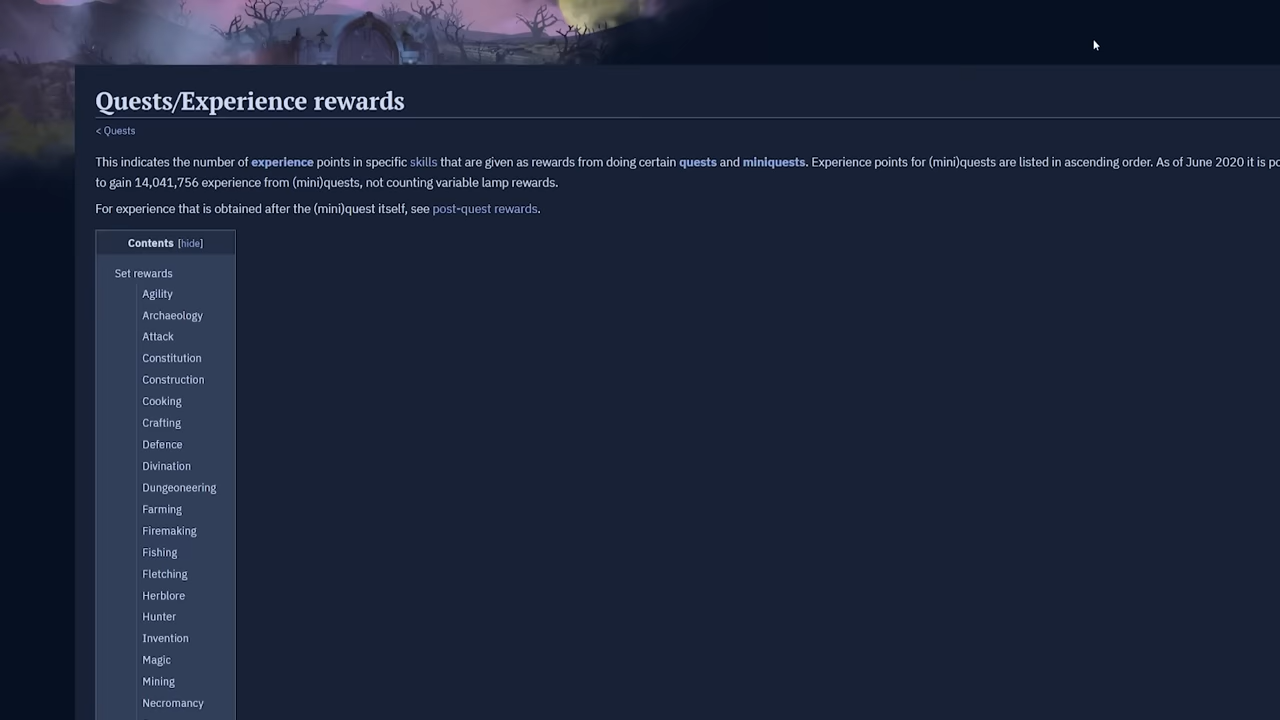 Quests/Experience rewards
< Quests
This indicates the number of experience points in specific skills that are given as rewards from doing certain quests and miniquests. Experience points for (mini)quests are listed in ascending order. As of June 2020 it is
to gain 14,041,756 experience from (mini)quests, not counting variable lamp rewards.
For experience that is obtained after the (mini)quest itself, see post-quest rewards.
Contents [hide]
Set rewards
Agility
Archaeology
Attack
Constitution
Construction
Cooking
Crafting
Defence
Divination
Dungeoneering
Farming
Firemaking
Fishing
Fletching
Herblore
Hunter
Invention
Magic
Mining
Necromancy